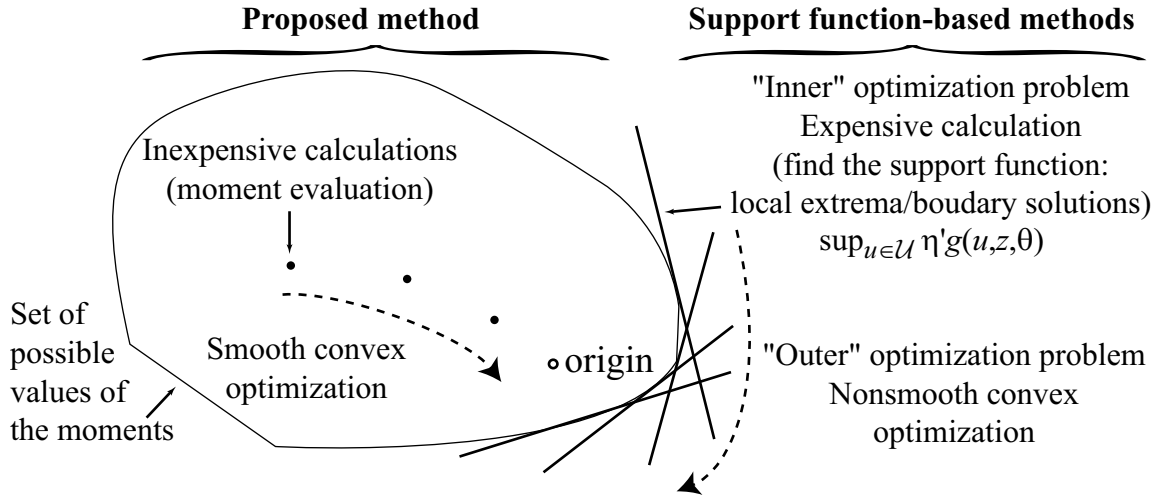 Proposed method
Support function-based methods
Inexpensive calculations
(moment evaluation)
Set of
possible
values of
the moments
Smooth convex
optimization
origin
"Inner" optimization problem
Expensive calculation
(find the support function:
local extrema/boudary solutions)
sup_{u∈𝒰} η'g(u,z,θ)
"Outer" optimization problem
Nonsmooth convex
optimization